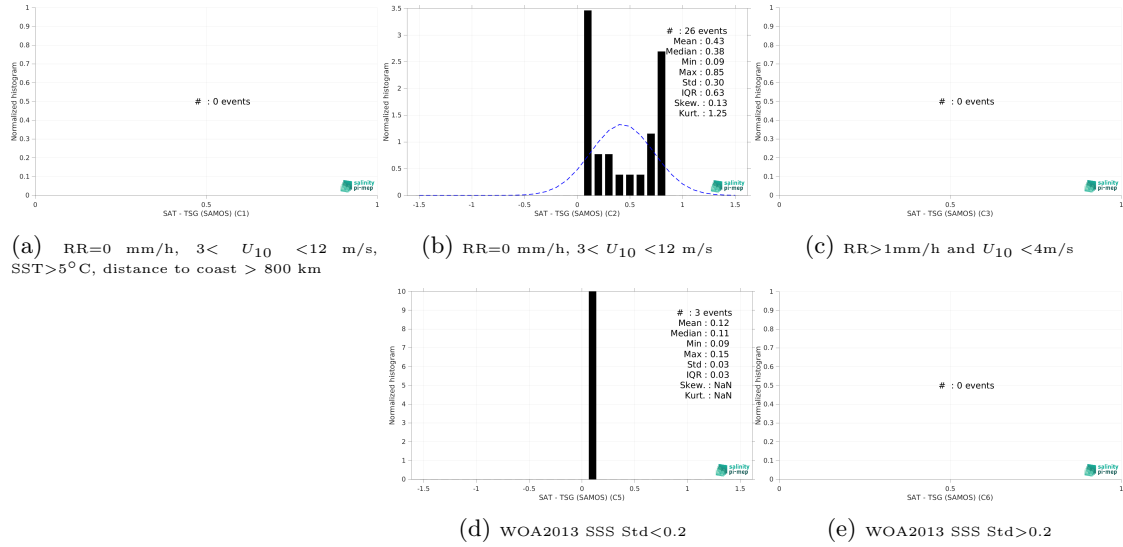 1
0.9
0.8
0.7
0.6
0.5
0.4
0.3
0.2
0.1
0
Normalized histogram
# : 0 events
0
0.5
1
SAT - TSG (SAMOS) (C1)
salinity
pi-mep
3.5
3
2.5
2
1.5
1
0.5
0
Normalized histogram
# : 26 events
Mean : 0.43
Median : 0.38
Min : 0.09
Max : 0.85
Std : 0.30
IQR : 0.63
Skew. : 0.13
Kurt. : 1.25
-1.5
-1
-0.5
0
0.5
1
1.5
SAT - TSG (SAMOS) (C2)
salinity
pi-mep
1
0.9
0.8
0.7
0.6
0.5
0.4
0.3
0.2
0.1
0
Normalized histogram
# : 0 events
0
0.5
1
SAT - TSG (SAMOS) (C3)
salinity
pi-mep
(a) RR=0 mm/h, 3< U10 <12 m/s,
SST>5°C, distance to coast > 800 km
(b) RR=0 mm/h, 3< U10 <12 m/s
(c) RR>1mm/h and U10 <4m/s
10
9
8
7
6
5
4
3
2
1
0
Normalized histogram
# : 3 events
Mean : 0.12
Median : 0.11
Min : 0.09
Max : 0.15
Std : 0.03
IQR : 0.03
Skew. : NaN
Kurt. : NaN
-1.5
-1
-0.5
0
0.5
1
1.5
SAT - TSG (SAMOS) (C5)
salinity
pi-mep
1
0.9
0.8
0.7
0.6
0.5
0.4
0.3
0.2
0.1
0
Normalized histogram
# : 0 events
0
0.5
1
SAT - TSG (SAMOS) (C6)
salinity
pi-mep
(d) WOA2013 SSS Std<0.2
(e) WOA2013 SSS Std>0.2